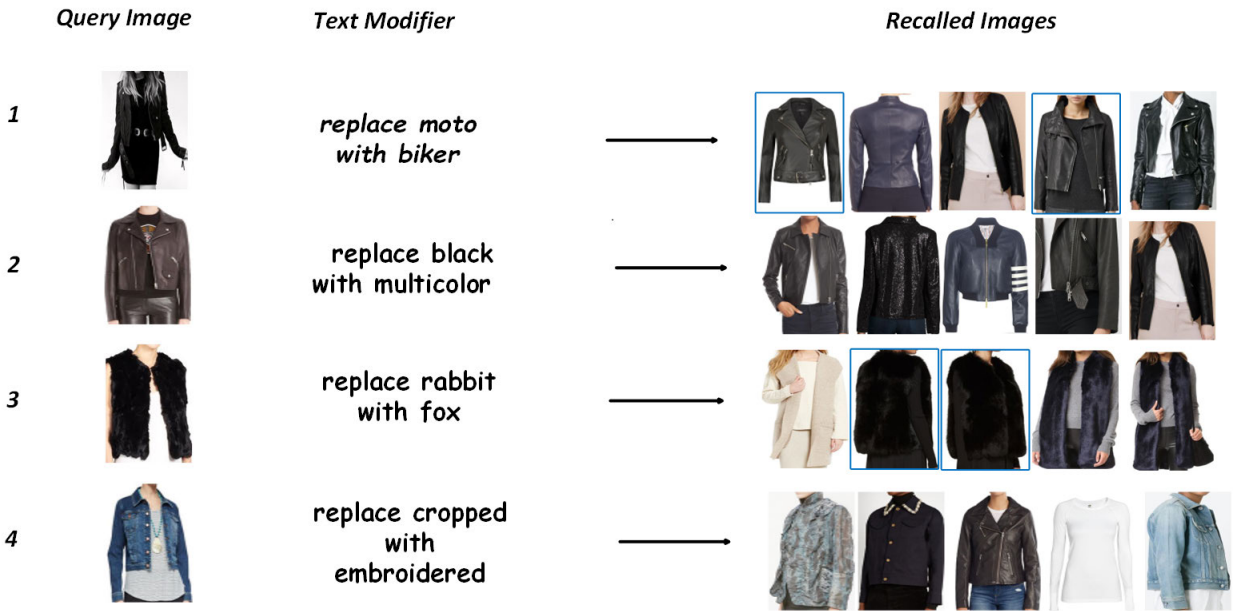 Query Image Text Modifier Recalled Images
1
replace moto
with biker
2
replace black
with multicolor
3
replace rabbit
with fox
4
replace cropped
with
embroidered